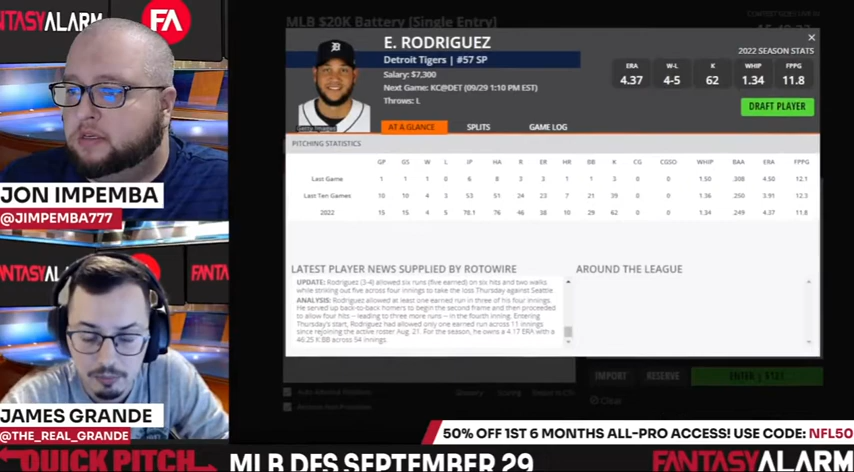 NTASYALARM
FA
MLB $20K Battery (Single Entry)
E. RODRIGUEZ
Detroit Tigers | #57 SP
Salary: $7,300
Next Game: KC@DET (09/29 1:10 PM EST)
Throws: L
2022 SEASON STATS
ERA W-L K WHIP FPPG
4.37 4-5 62 1.34 11.8
DRAFT PLAYER
AT A GLANCE SPLITS GAME LOG
PITCHING STATISTICS
GP GS W L IP HA R ER HR BB K CG CGSO WHIP BAA ERA FPPG
Last Game 1 1 1 0 6 8 3 3 1 1 3 0 0 1.50 .308 4.50 12.1
Last Ten Games 10 10 4 3 53 51 24 23 7 21 39 0 0 1.36 .250 3.91 12.3
2022 15 15 4 5 78.1 76 46 38 10 29 62 0 0 1.34 .249 4.37 11.8
LATEST PLAYER NEWS SUPPLIED BY ROTOWIRE
AROUND THE LEAGUE
UPDATE: Rodriguez (3-4) allowed six runs (five earned) on six hits and two walks
while striking out five across four innings to take the loss Thursday against Seattle.
ANALYSIS: Rodriguez allowed at least one earned run in three of his four innings.
He served up back-to-back homers to begin the second frame and then proceeded
to allow four hits -- leading to three more runs -- in the fourth inning. Entering
Thursday's start, Rodriguez had allowed only one earned run across 11 innings
since rejoining the active roster Aug. 21. For the season, he owns a 4.17 ERA with a
46:25 K:BB across 54 innings.
IMPORT RESERVE
Clear
JON IMPEMBA
@JIMPEMBA777
NTASYAL
FANT
JAMES GRANDE
@THE_REAL_GRANDE
50% OFF 1ST 6 MONTHS ALL-PRO ACCESS! USE CODE: NFL50
QUICK PITCH
MLB DFS SEPTEMBER 29
FANTASYALARM